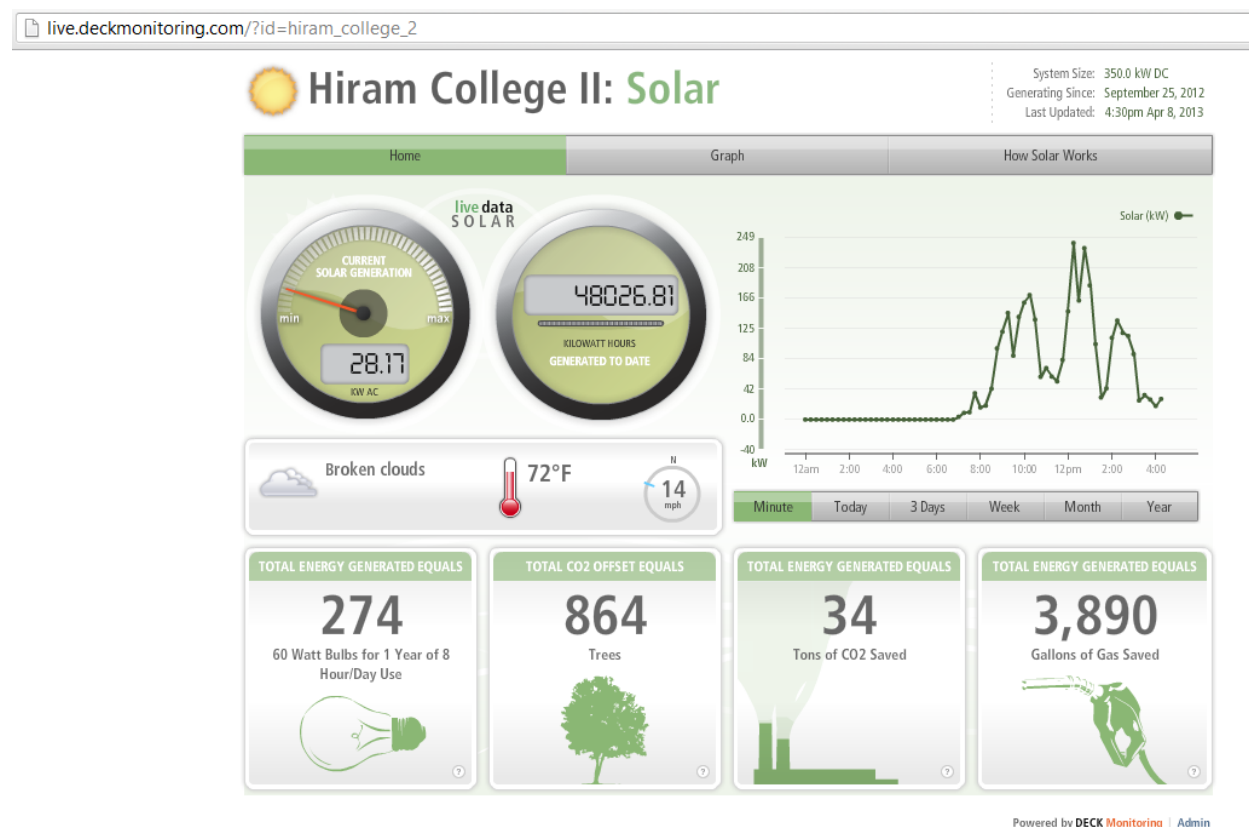 live.deckmonitoring.com/?id=hiram_college_2
Hiram College II: Solar
System Size: 350.0 kW DC
Generating Since: September 25, 2012
Last Updated: 4:30pm Apr 8, 2013
Home Graph How Solar Works
live data
SOLAR
CURRENT
SOLAR GENERATION
min max
28.17
KW AC
48026.81
KILOWATT HOURS
GENERATED TO DATE
Solar (kW)
249
208
166
125
84
42
0.0
-40
kW
12am 2:00 4:00 6:00 8:00 10:00 12pm 2:00 4:00
Broken clouds
72°F
N
14
mph
Minute Today 3 Days Week Month Year
TOTAL ENERGY GENERATED EQUALS
274
60 Watt Bulbs for 1 Year of 8
Hour/Day Use
?
TOTAL CO2 OFFSET EQUALS
864
Trees
?
TOTAL ENERGY GENERATED EQUALS
34
Tons of CO2 Saved
?
TOTAL ENERGY GENERATED EQUALS
3,890
Gallons of Gas Saved
?
Powered by DECK Monitoring | Admin